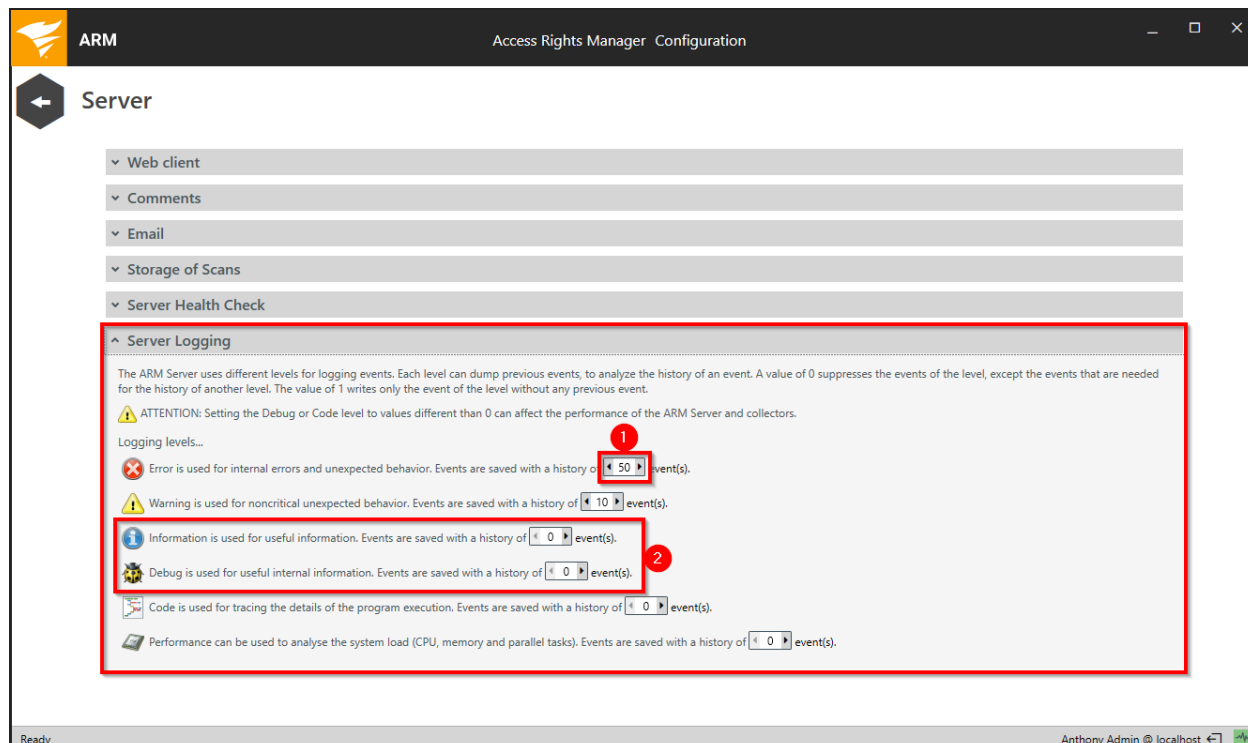 ARM
Access Rights Manager Configuration
Server
Web client
Comments
Email
Storage of Scans
Server Health Check
Server Logging
The ARM Server uses different levels for logging events. Each level can dump previous events, to analyze the history of an event. A value of 0 suppresses the events of the level, except the events that are needed
for the history of another level. The value of 1 writes only the event of the level without any previous event.
ATTENTION: Setting the Debug or Code level to values different than 0 can affect the performance of the ARM Server and collectors.
Logging levels...
1
Error is used for internal errors and unexpected behavior. Events are saved with a history of 50 event(s).
Warning is used for noncritical unexpected behavior. Events are saved with a history of 10 event(s).
Information is used for useful information. Events are saved with a history of 0 event(s).
2
Debug is used for useful internal information. Events are saved with a history of 0 event(s).
Code is used for tracing the details of the program execution. Events are saved with a history of 0 event(s).
Performance can be used to analyse the system load (CPU, memory and parallel tasks). Events are saved with a history of 0 event(s).
Ready
Anthony Admin @ localhost